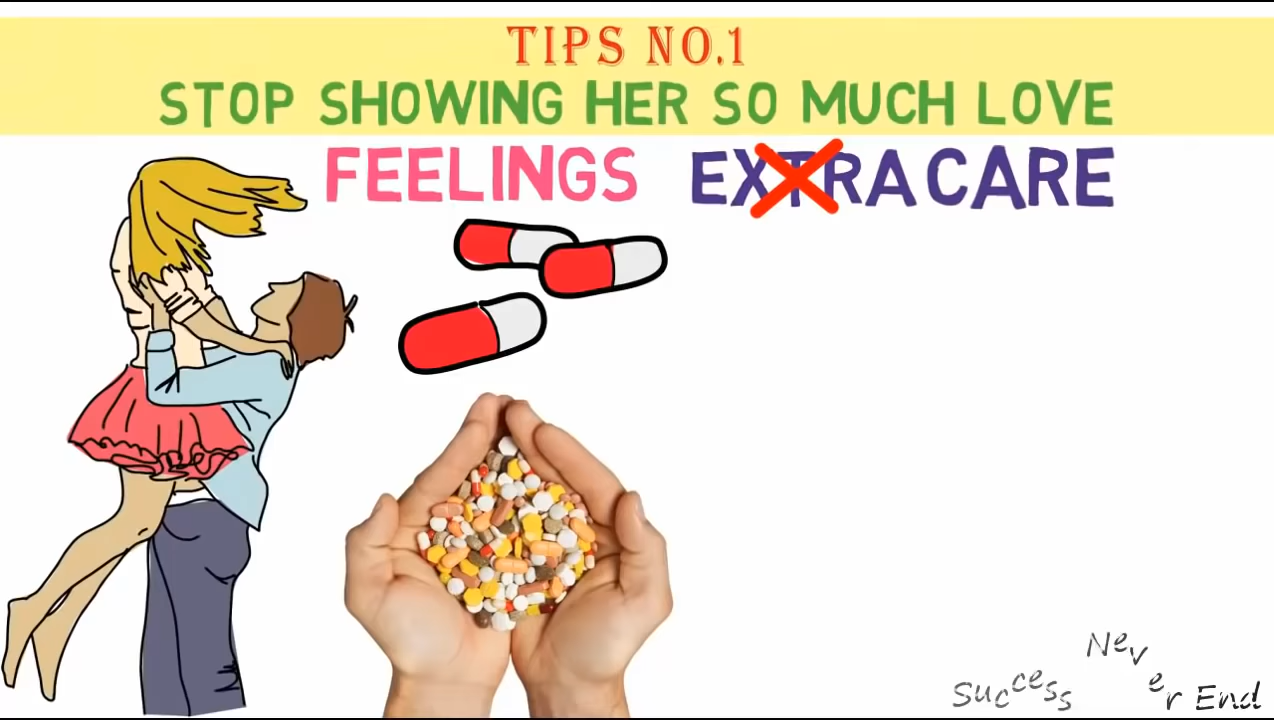 TIPS NO.1
STOP SHOWING HER SO MUCH LOVE
FEELINGS EXTRA CARE
Success Never End